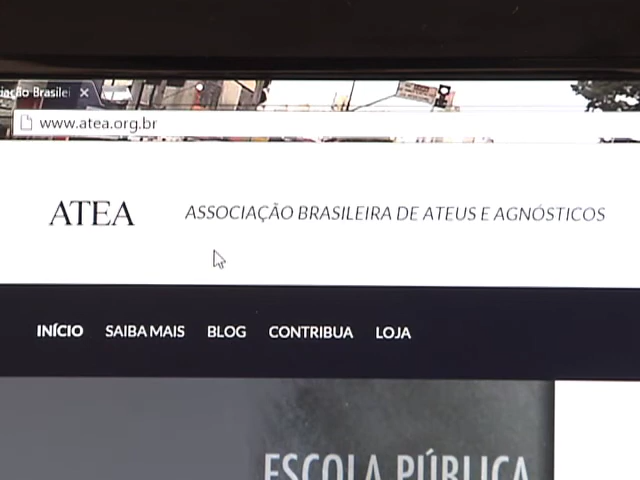 ação Brasilei
www.atea.org.br
ATEA ASSOCIAÇÃO BRASILEIRA DE ATEUS E AGNÓSTICOS
INÍCIO SAIBA MAIS BLOG CONTRIBUA LOJA
ESCOLA PÚBLICA